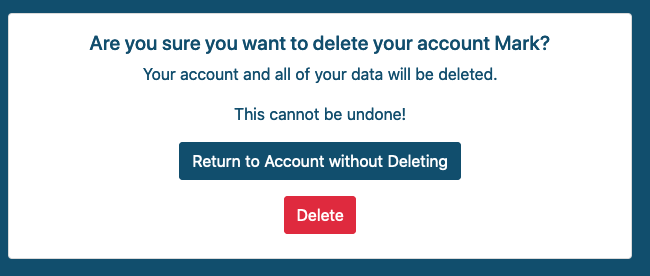 Are you sure you want to delete your account Mark?
Your account and all of your data will be deleted.
This cannot be undone!
Return to Account without Deleting
Delete